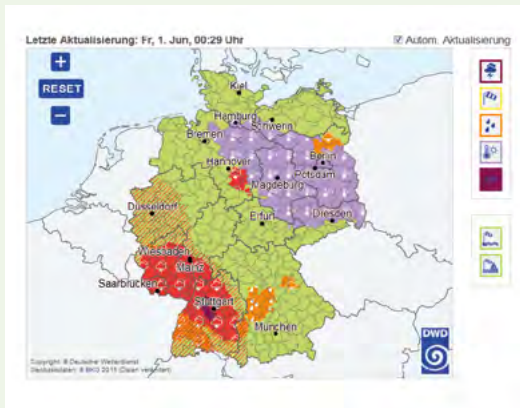 Letzte Aktualisierung: Fr, 1. Jun, 00:29 Uhr
Autom. Aktualisierung
RESET
Kiel
Hamburg
Schwerin
Bremen
Hannover
Berlin
Potsdam
Magdeburg
Düsseldorf
Erfurt
Dresden
Wiesbaden
Mainz
Saarbrücken
Stuttgart
München
DWD
Copyright: © Deutscher Wetterdienst